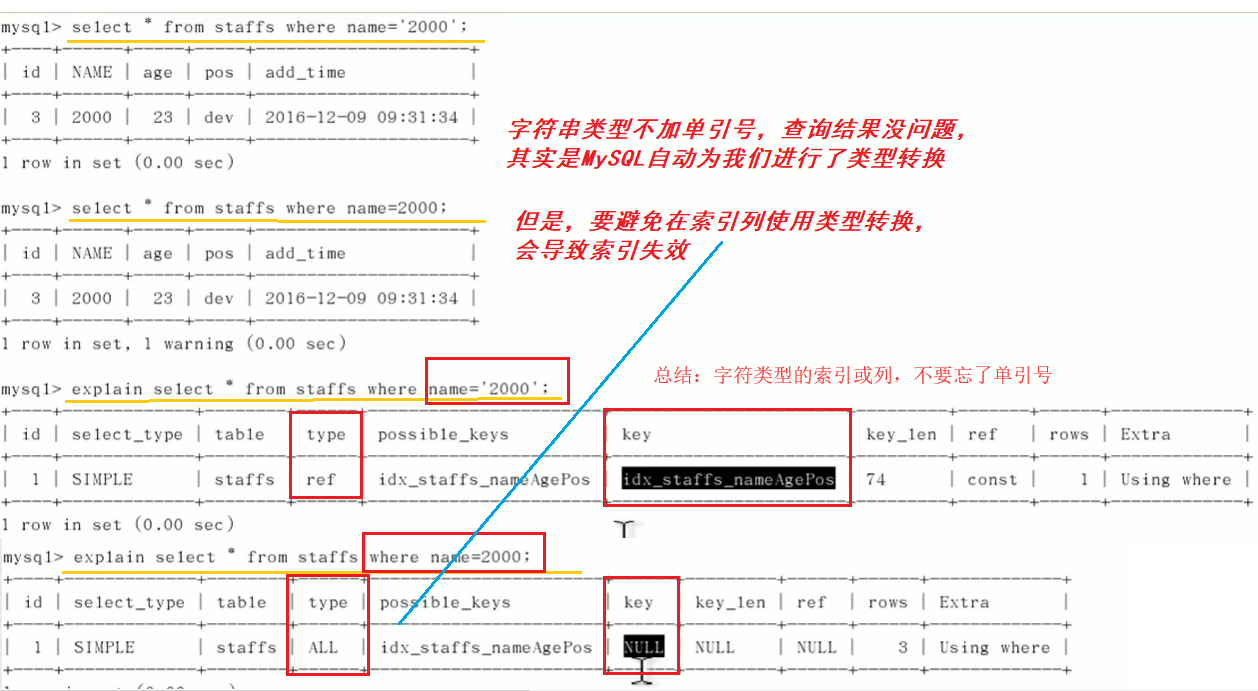 mysql> select * from staffs where name='2000';
| id | NAME | age | pos | add_time |
| 3 | 2000 | 23 | dev | 2016-12-09 09:31:34 |
1 row in set (0.00 sec)
字符串类型不加单引号，查询结果没问题，
其实是MySQL自动为我们进行了类型转换
mysql> select * from staffs where name=2000;
但是，要避免在索引列使用类型转换，
会导致索引失效
| id | NAME | age | pos | add_time |
| 3 | 2000 | 23 | dev | 2016-12-09 09:31:34 |
1 row in set, 1 warning (0.00 sec)
mysql> explain select * from staffs where name='2000';
总结：字符类型的索引或列，不要忘了单引号
| id | select_type | table | type | possible_keys | key | key_len | ref | rows | Extra |
| 1 | SIMPLE | staffs | ref | idx_staffs_nameAgePos | idx_staffs_nameAgePos | 74 | const | 1 | Using where |
1 row in set (0.00 sec)
mysql> explain select * from staffs where name=2000;
| id | select_type | table | type | possible_keys | key | key_len | ref | rows | Extra |
| 1 | SIMPLE | staffs | ALL | idx_staffs_nameAgePos | NULL | NULL | NULL | 3 | Using where |